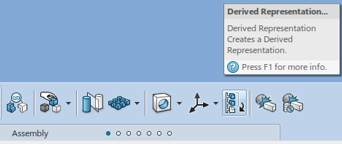 Derived Representation...
Derived Representation
Creates a Derived
Representation.
Press F1 for more info.
Assembly